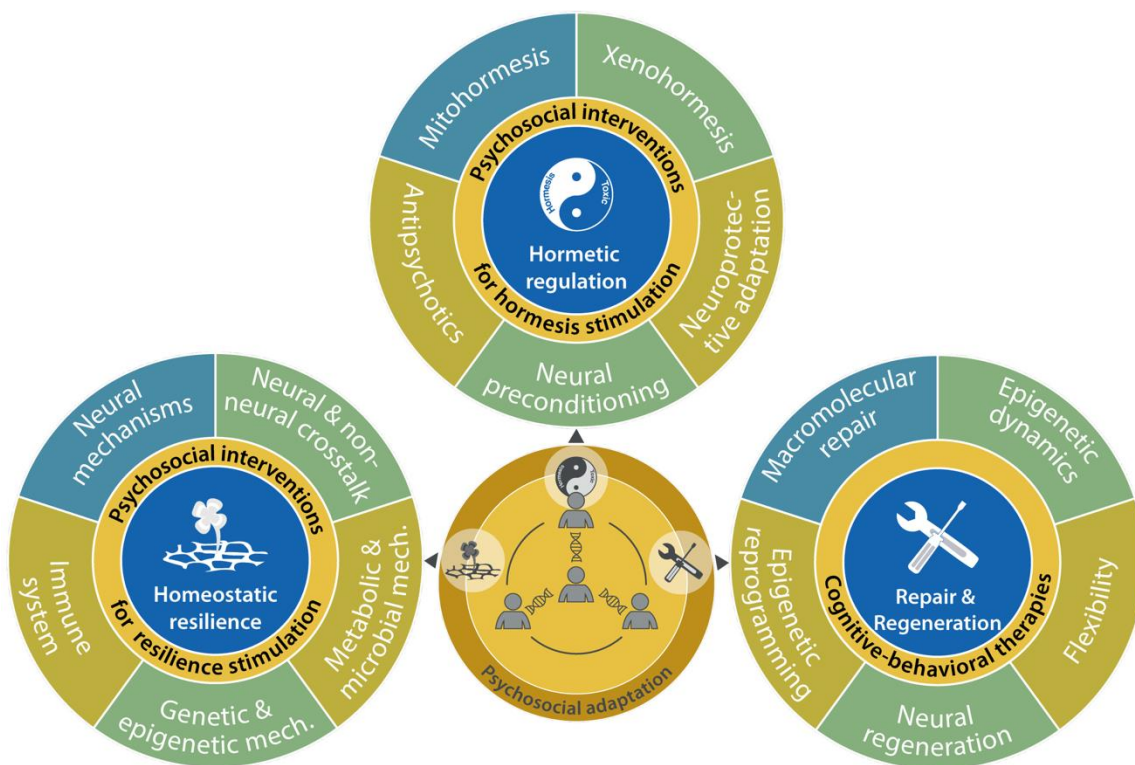 Mitohormesis
Xenohormesis
Antipsychotics
Neuroprotec-
tive adaptation
Neural
preconditioning
Psychosocial interventions
for hormesis stimulation
Hormesis
Toxic
Hormetic
regulation
Neural
mechanisms
Neural & non-
neural crosstalk
Immune
system
Metabolic &
microbial mech.
Genetic &
epigenetic mech.
Psychosocial interventions
for resilience stimulation
Homeostatic
resilience
Psychosocial adaptation
Macromolecular
repair
Epigenetic
dynamics
Epigenetic
reprogramming
Flexibility
Neural
regeneration
Cognitive-behavioral therapies
Repair &
Regeneration